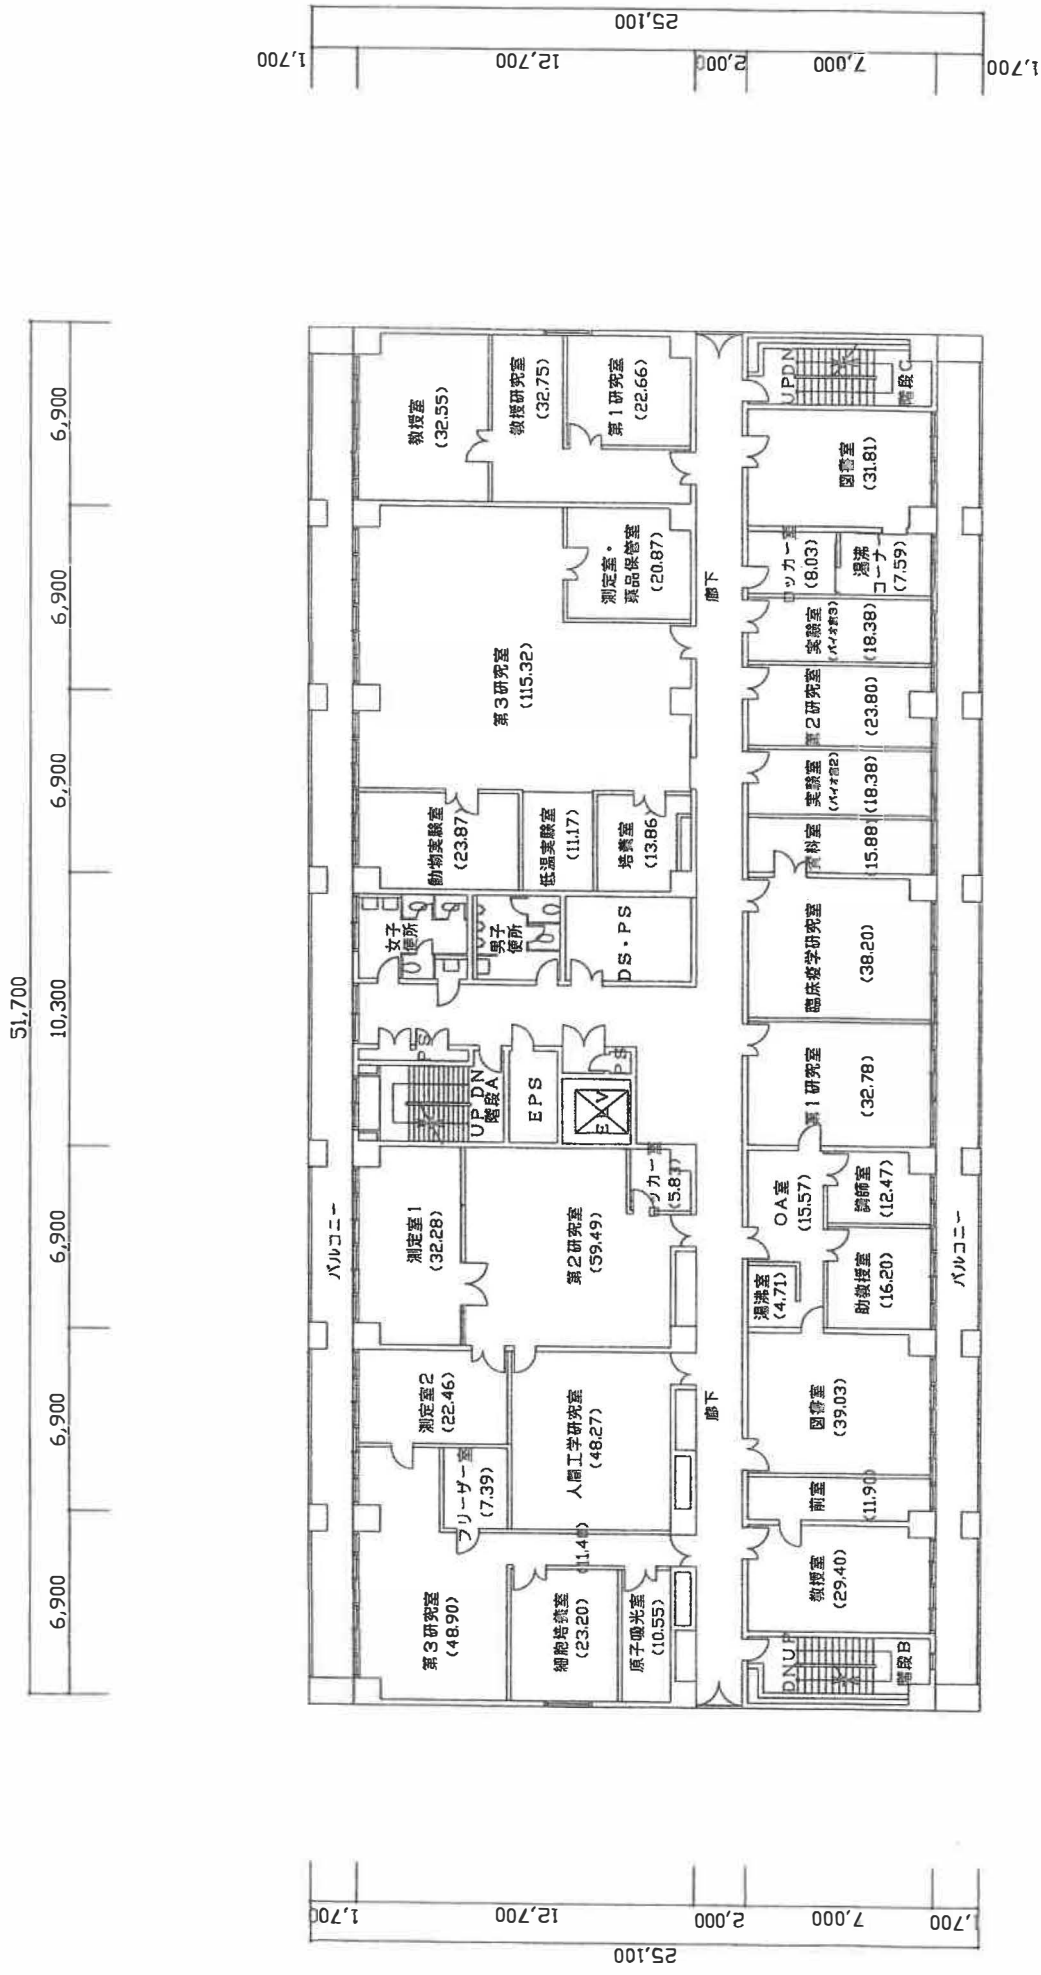 51,700
6,900
6,900
6,900
10,300
6,900
6,900
6,900
1,700
12,700
2,000
7,000
1,700
25,100
バルコニー
第3研究室
(48.90)
フリーザー室
(7.39)
測定室2
(22.46)
測定室1
(32.28)
UP DN
階段A
PS
女子
便所
男子
便所
動物実験室
(23.87)
低温実験室
(11.17)
培養室
(13.86)
第3研究室
(115.32)
測定室・
薬品保管室
(20.87)
教授室
(32.55)
教授研究室
(32.75)
第1研究室
(22.66)
細胞培養室
(23.20)
原子吸光室
(10.55)
人間工学研究室
(48.27)
第2研究室
(59.49)
ロッカー室
(5.83)
EPS
ELV
PS
DS・PS
廊下
廊下
DNUP
階段B
教授室
(29.40)
前室
(11.90)
図書室
(39.03)
湯沸室
(4.71)
OA室
(15.57)
助教授室
(16.20)
講師室
(12.47)
第1研究室
(32.78)
臨床疫学研究室
(38.20)
資料室
(15.88)
実験室
(18.38)
第2研究室
(23.80)
実験室
(18.38)
ロッカー室
(8.03)
湯沸
コーナー
(7.59)
図書室
(31.81)
UPDN
階段C
バルコニー
1,700
12,700
2,000
7,000
1,700
25,100